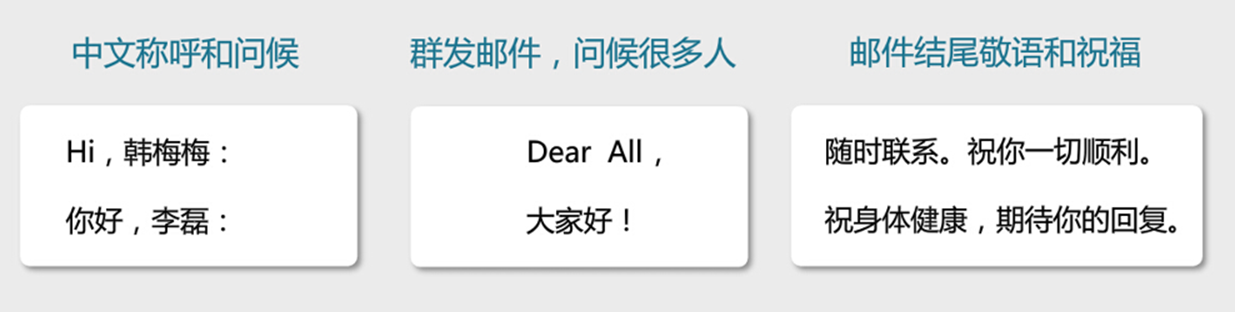 中文称呼和问候
Hi，韩梅梅：
你好，李磊：
群发邮件，问候很多人
Dear All，
大家好！
邮件结尾敬语和祝福
随时联系。祝你一切顺利。
祝身体健康，期待你的回复。